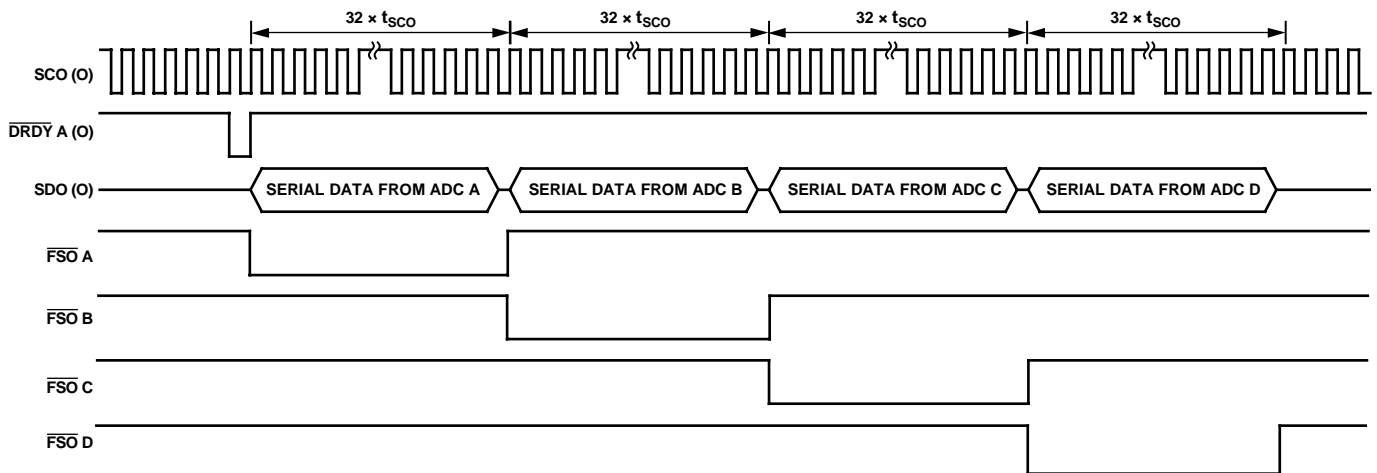 32 × tSCO 32 × tSCO 32 × tSCO 32 × tSCO
SCO (O)
DRDY A (O)
SDO (O) SERIAL DATA FROM ADC A SERIAL DATA FROM ADC B SERIAL DATA FROM ADC C SERIAL DATA FROM ADC D
FSO A
FSO B
FSO C
FSO D